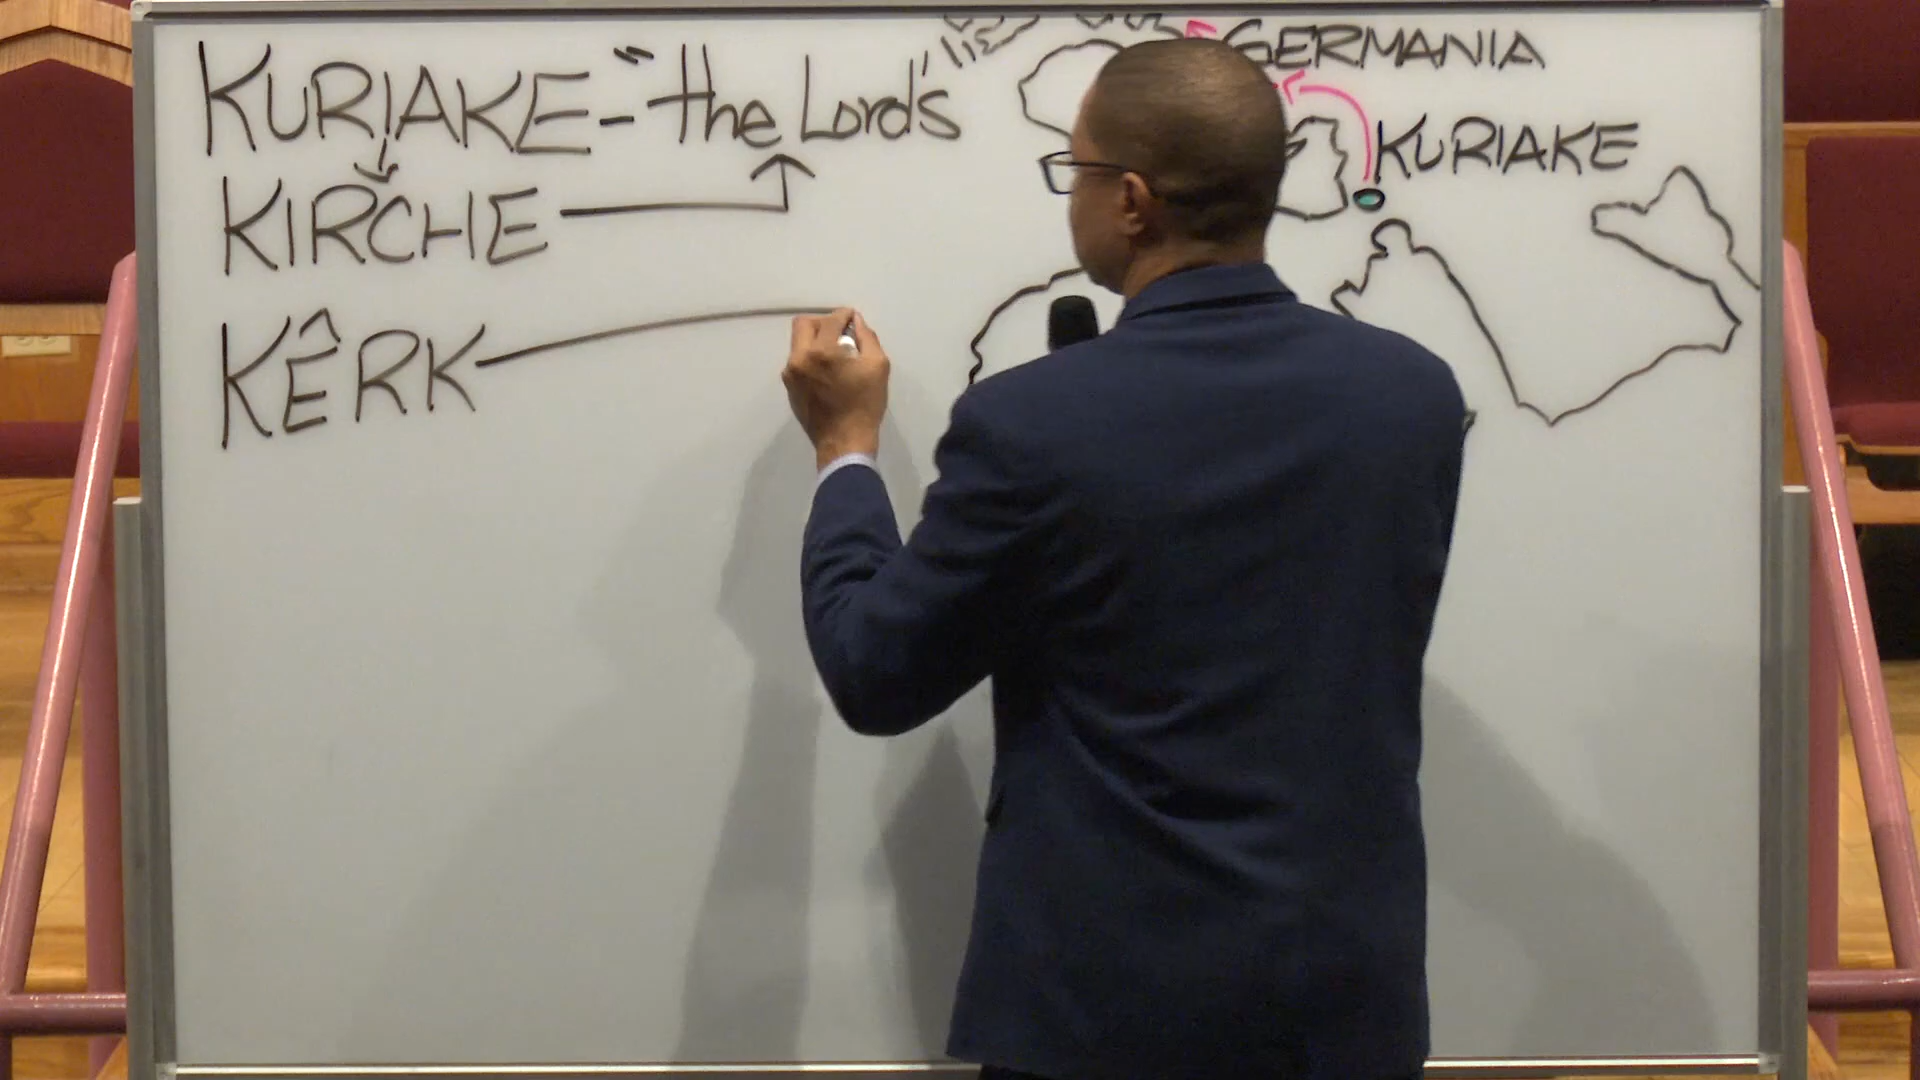 KURIAKE - "the Lord's"
KIRCHE
KÊRK
GERMANIA
KURIAKE